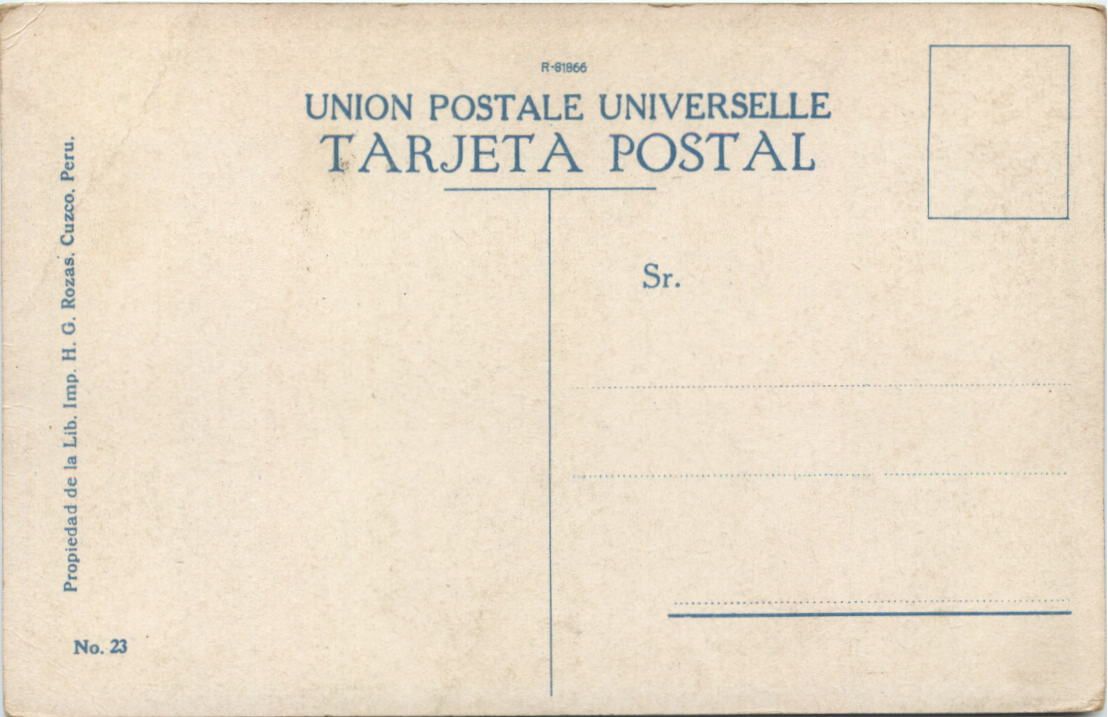 R-81866
UNION POSTALE UNIVERSELLE
TARJETA POSTAL
Sr.
Propiedad de la Lib. Imp. H. G. Rozas. Cuzco. Peru.
No. 23